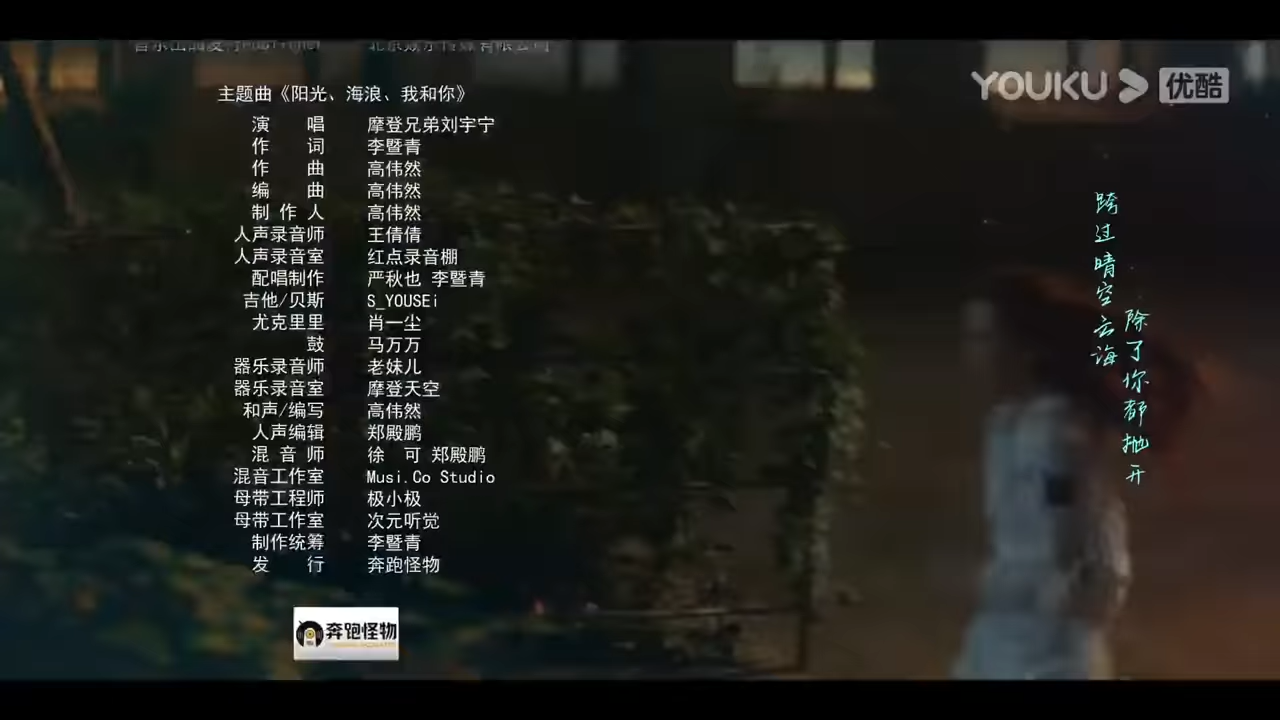 YOUKU 优酷
主题曲《阳光、海浪、我和你》
演 唱 摩登兄弟刘宇宁
作 词 李暨青
作 曲 高伟然
编 曲 高伟然
制 作 人 高伟然
人声录音师 王倩倩
人声录音室 红点录音棚
配唱制作 严秋也 李暨青
吉他/贝斯 S_YOUSEi
尤克里里 肖一尘
鼓 马万万
器乐录音师 老妹儿
器乐录音室 摩登天空
和声/编写 高伟然
人声编辑 郑殿鹏
混 音 师 徐 可 郑殿鹏
混音工作室 Musi.Co Studio
母带工程师 极小极
母带工作室 次元听觉
制作统筹 李暨青
发 行 奔跑怪物
奔跑怪物
跨过晴空云海
除了你都抛开